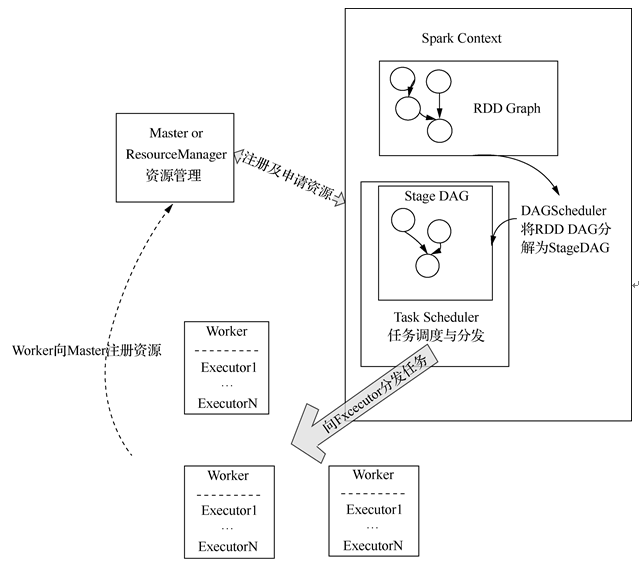 Spark Context
RDD Graph
Master or
ResourceManager
资源管理
注册及申请资源
Stage DAG
DAGScheduler
将RDD DAG分
解为StageDAG
Task Scheduler
任务调度与分发
Worker向Master注册资源
Worker
Executor1
...
ExecutorN
向Fxcecutor分发任务
Worker
Executor1
...
ExecutorN
Worker
Executor1
...
ExecutorN